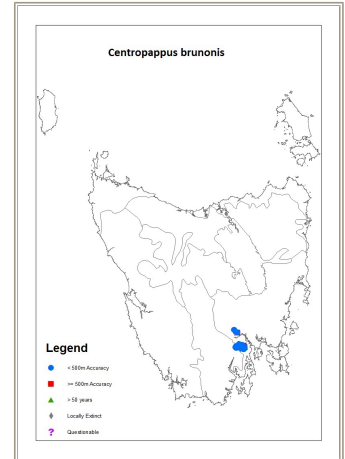 Centropappus brunonis
Legend
< 500m Accuracy
>= 500m Accuracy
> 50 years
Locally Extinct
? Questionable